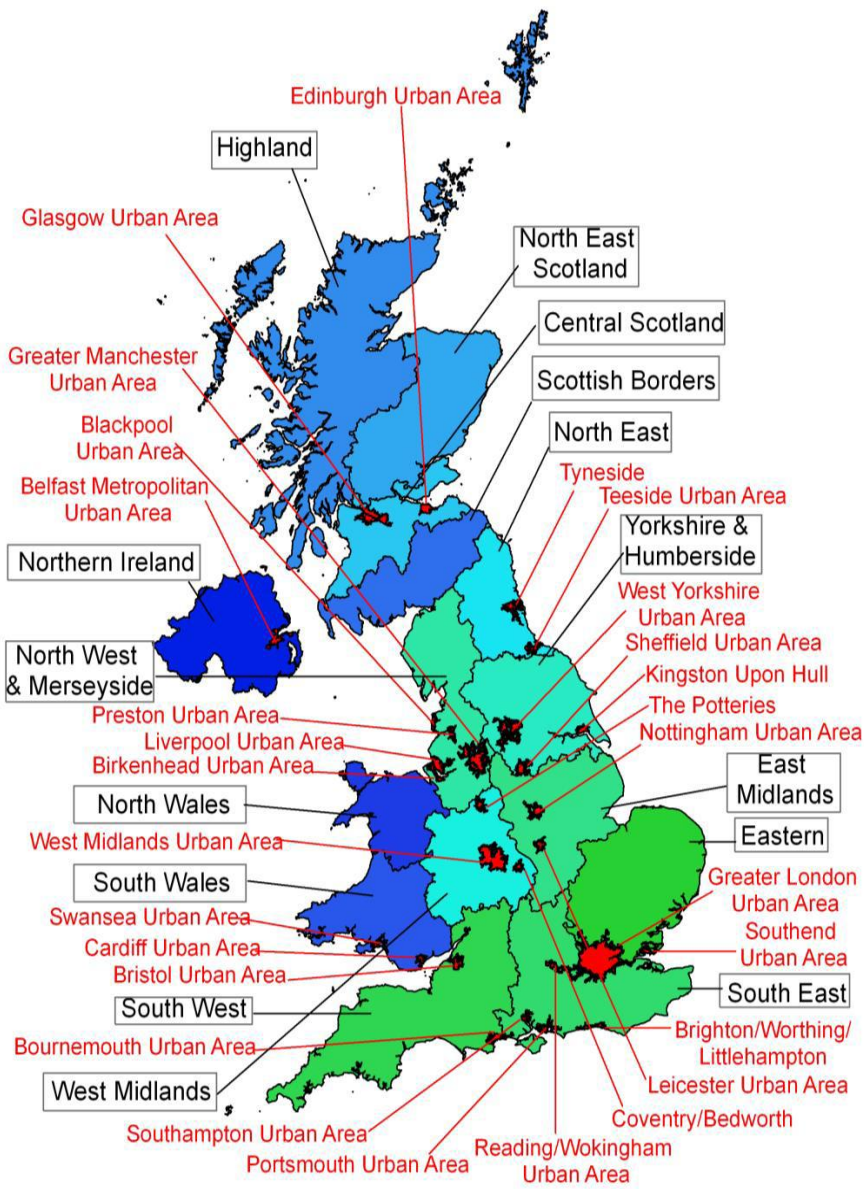 Edinburgh Urban Area
Highland
Glasgow Urban Area
North East
Scotland
Central Scotland
Greater Manchester
Urban Area
Scottish Borders
Blackpool
Urban Area
North East
Belfast Metropolitan
Urban Area
Tyneside
Teeside Urban Area
Yorkshire &
Humberside
Northern Ireland
West Yorkshire
Urban Area
Sheffield Urban Area
North West
& Merseyside
Kingston Upon Hull
The Potteries
Preston Urban Area
Nottingham Urban Area
Liverpool Urban Area
Birkenhead Urban Area
East
Midlands
North Wales
West Midlands Urban Area
Eastern
South Wales
Greater London
Urban Area
Swansea Urban Area
Southend
Urban Area
Cardiff Urban Area
Bristol Urban Area
South East
South West
Brighton/Worthing/
Littlehampton
Bournemouth Urban Area
West Midlands
Leicester Urban Area
Coventry/Bedworth
Southampton Urban Area
Portsmouth Urban Area
Reading/Wokingham
Urban Area